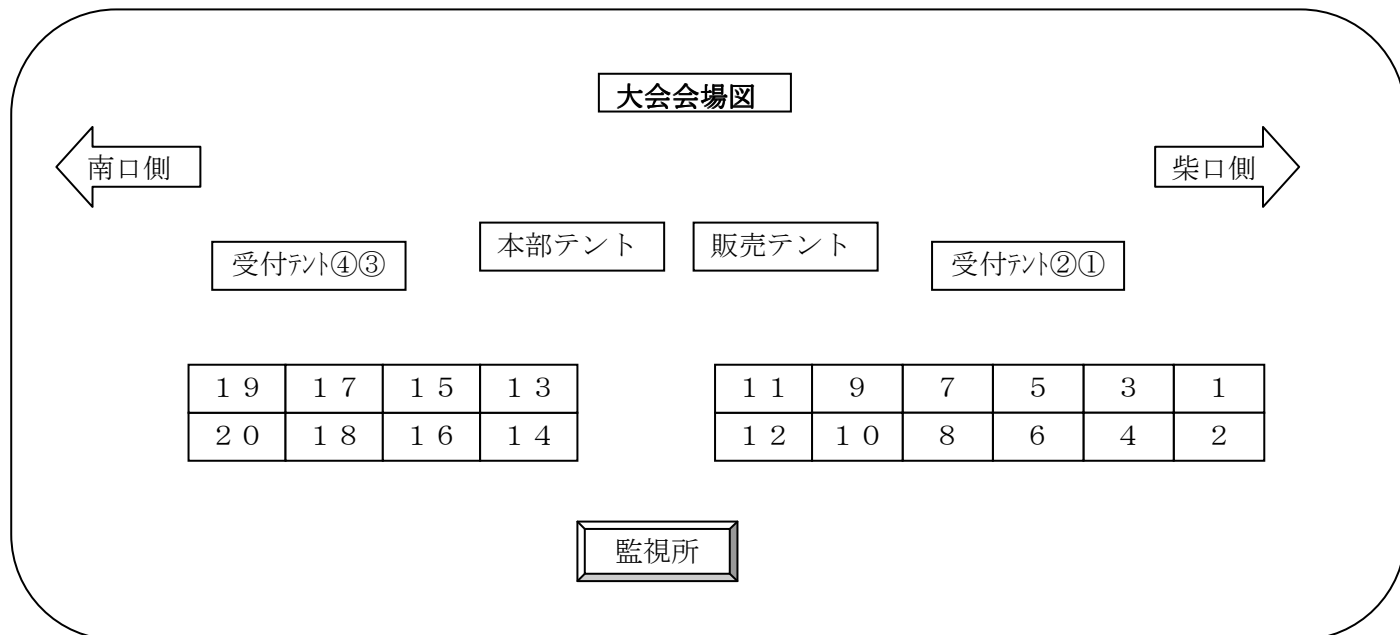 大会会場図
南口側
柴口側
本部テント
販売テント
受付ﾃﾝﾄ④③
受付ﾃﾝﾄ②①
１９ １７ １５ １３
２０ １８ １６ １４
１１ ９ ７ ５ ３ １
１２ １０ ８ ６ ４ ２
監視所